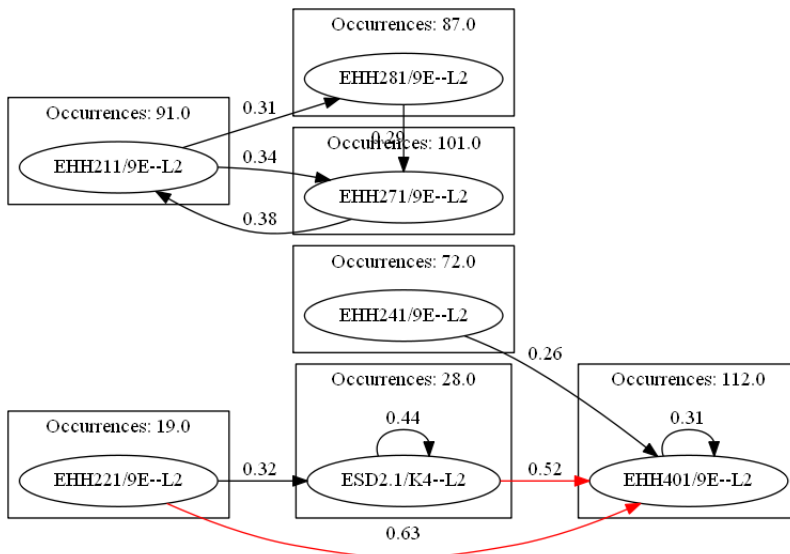 Occurrences: 87.0
EHH281/9E--L2
Occurrences: 91.0
0.31
0.29
Occurrences: 101.0
EHH211/9E--L2
0.34
EHH271/9E--L2
0.38
Occurrences: 72.0
EHH241/9E--L2
0.26
Occurrences: 28.0
Occurrences: 112.0
Occurrences: 19.0
0.44
0.31
EHH221/9E--L2
0.32
ESD2.1/K4--L2
0.52
EHH401/9E--L2
0.63